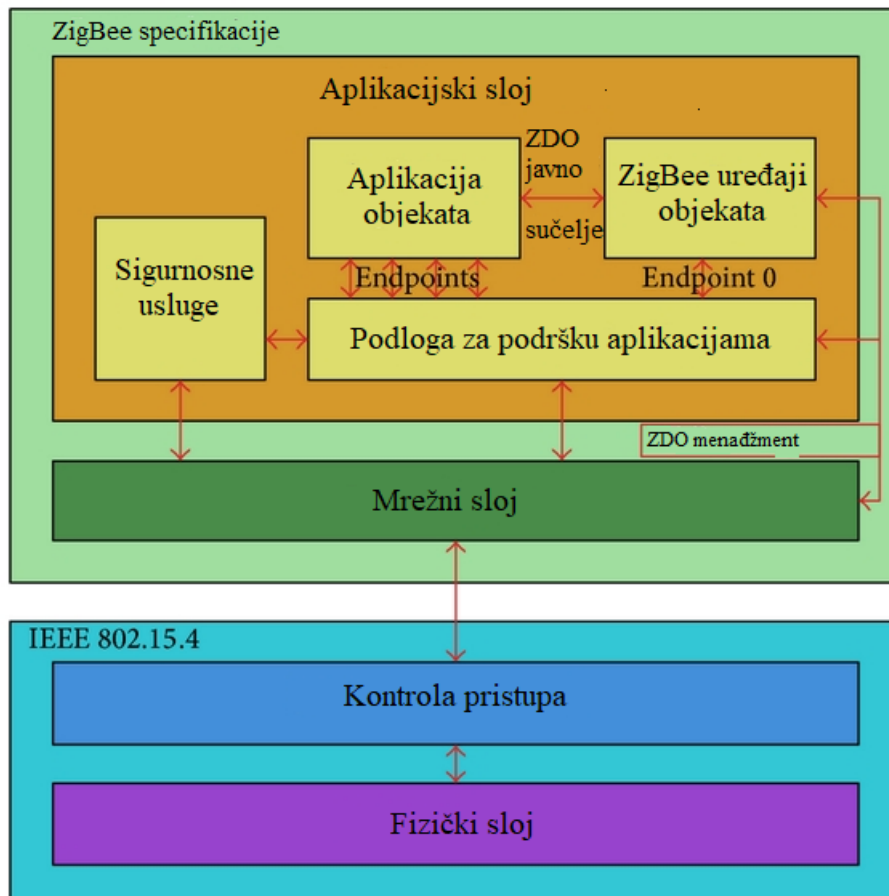 ZigBee specifikacije
Aplikacijski sloj
Aplikacija
objekata
ZDO
javno
sučelje
ZigBee uređaji
objekata
Sigurnosne
usluge
Endpoints
Endpoint 0
Podloga za podršku aplikacijama
ZDO menađžment
Mrežni sloj
IEEE 802.15.4
Kontrola pristupa
Fizički sloj